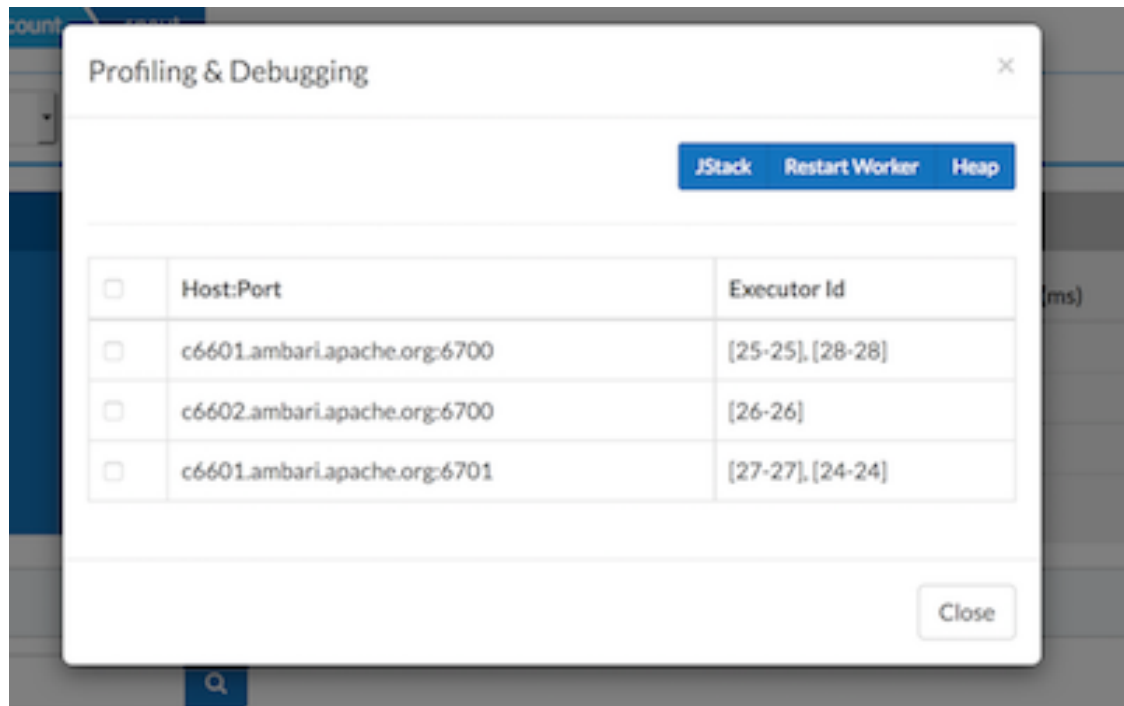 count
Profiling & Debugging ×
JStack Restart Worker Heap
Host:Port Executor Id
(ms)
c6601.ambari.apache.org:6700 [25-25], [28-28]
c6602.ambari.apache.org:6700 [26-26]
c6601.ambari.apache.org:6701 [27-27], [24-24]
Close